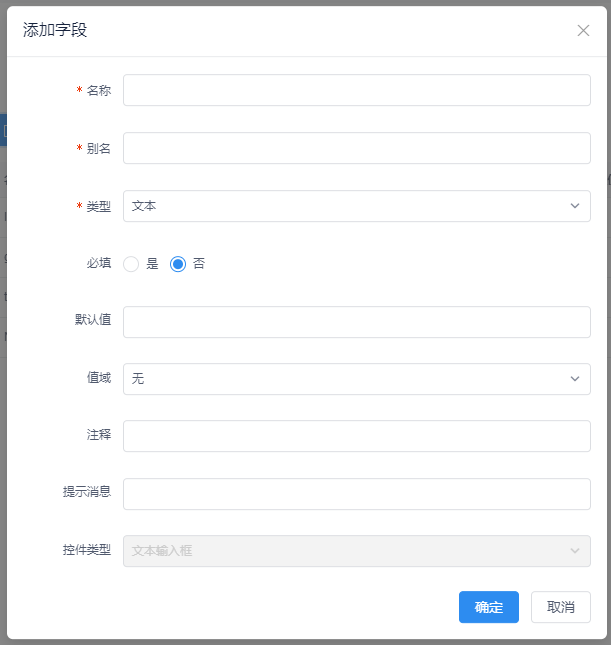 添加字段
* 名称
* 别名
* 类型 文本
必填 是 否
默认值
值域 无
注释
提示消息
控件类型 文本输入框
确定 取消